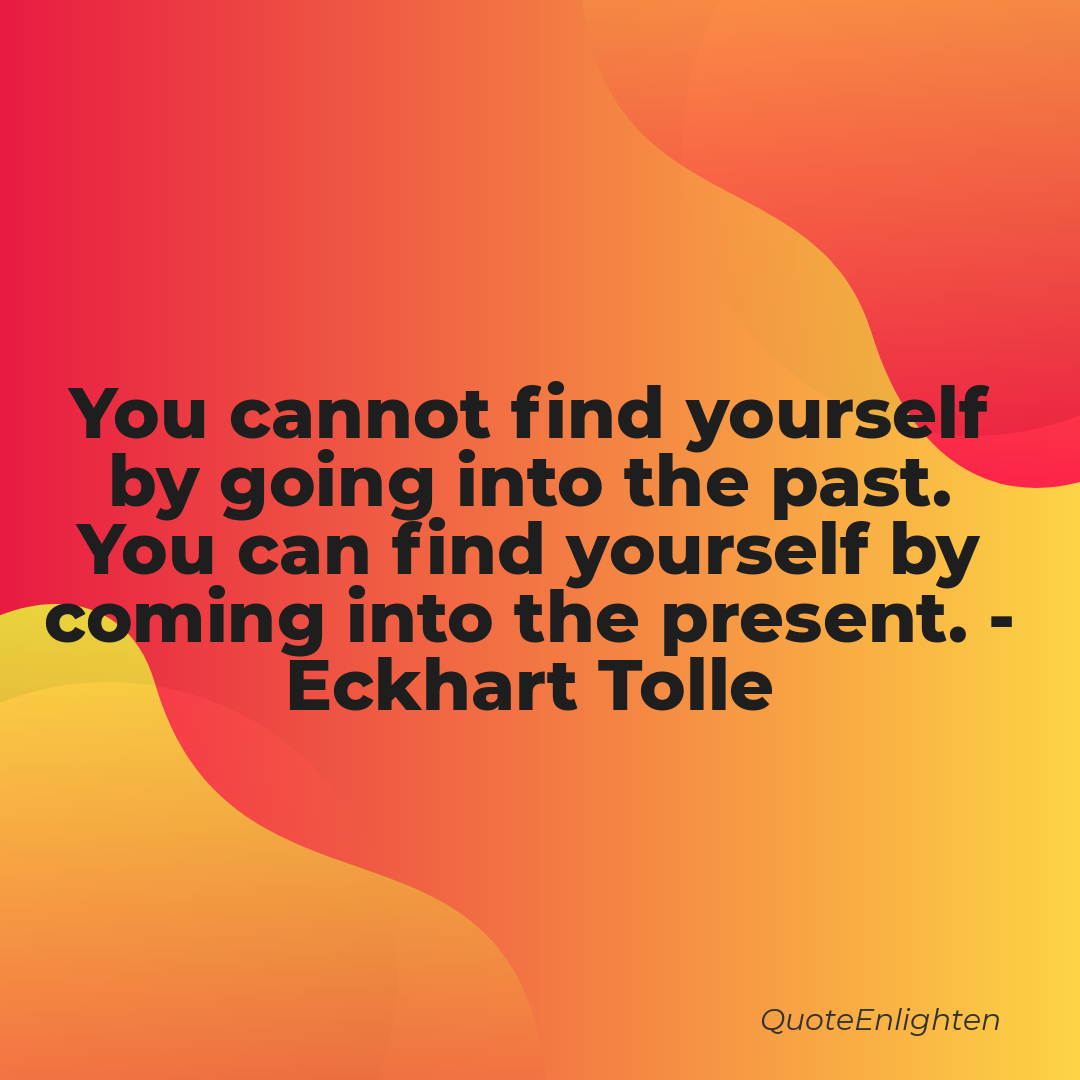 You cannot find yourself
by going into the past.
You can find yourself by
coming into the present. -
Eckhart Tolle
QuoteEnlighten